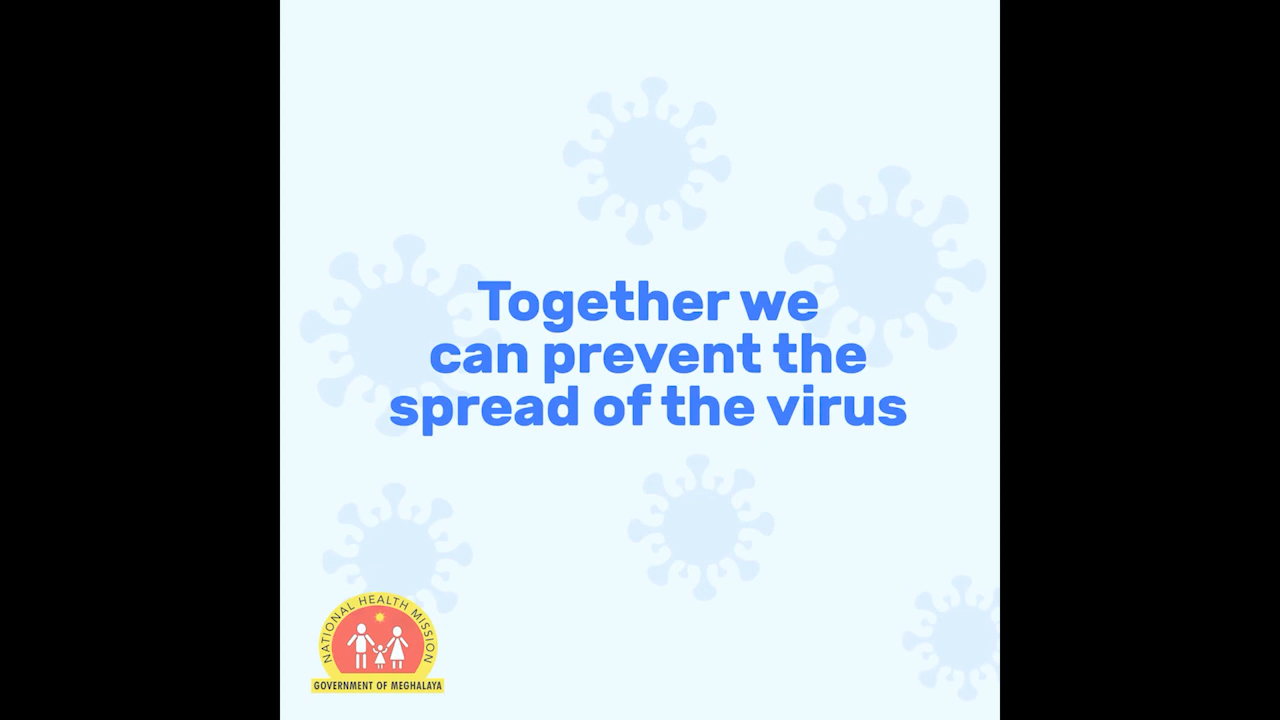 Together we
can prevent the
spread of the virus
NATIONAL HEALTH MISSION
GOVERNMENT OF MEGHALAYA